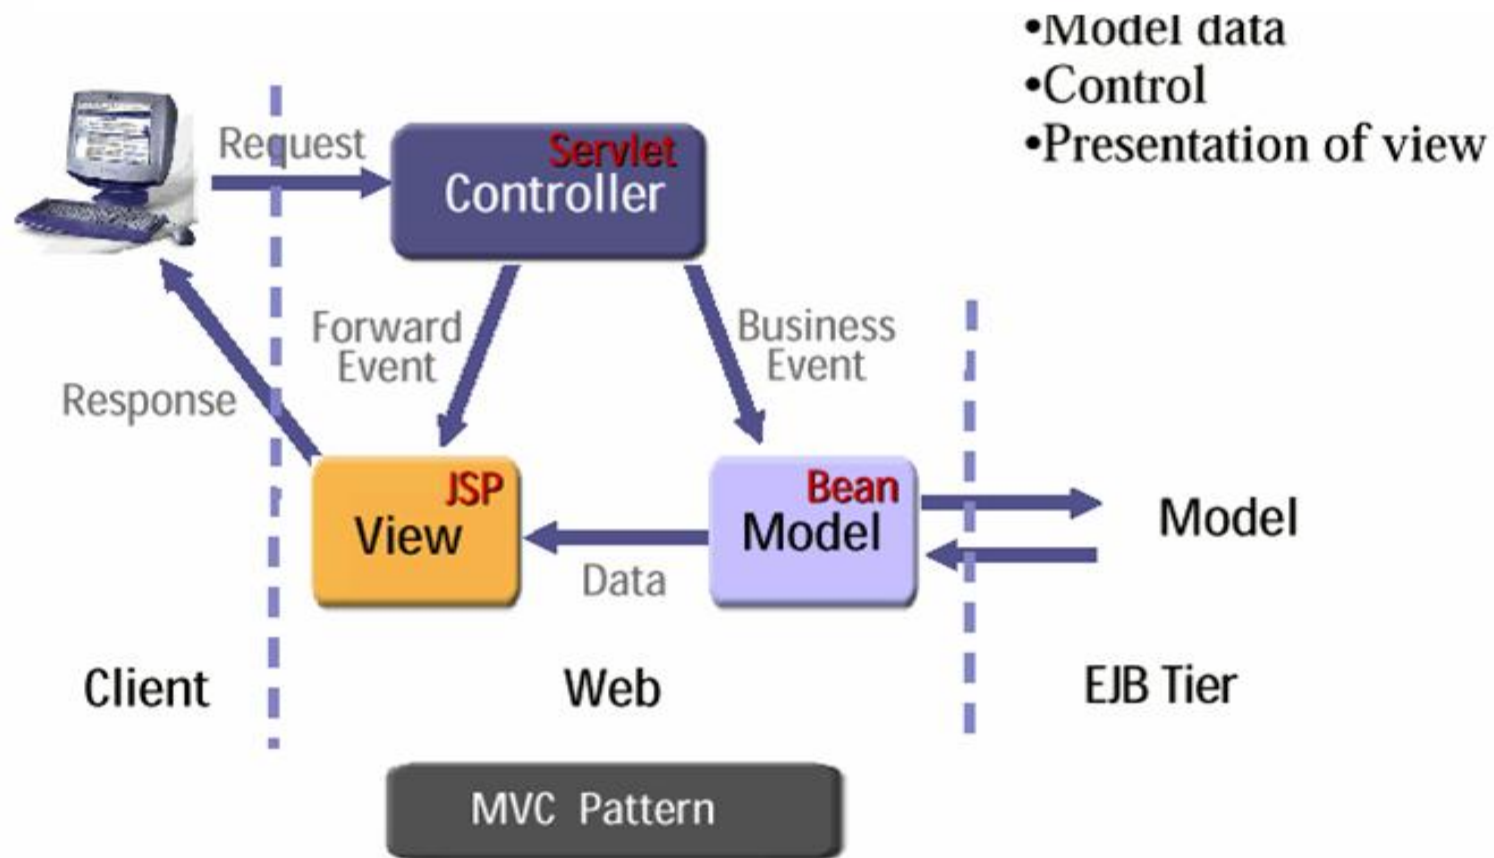 •Model data
•Control
•Presentation of view
Request
Servlet
Controller
Forward
Event
Business
Event
Response
JSP
View
Bean
Model
Data
Model
Client
Web
EJB Tier
MVC Pattern